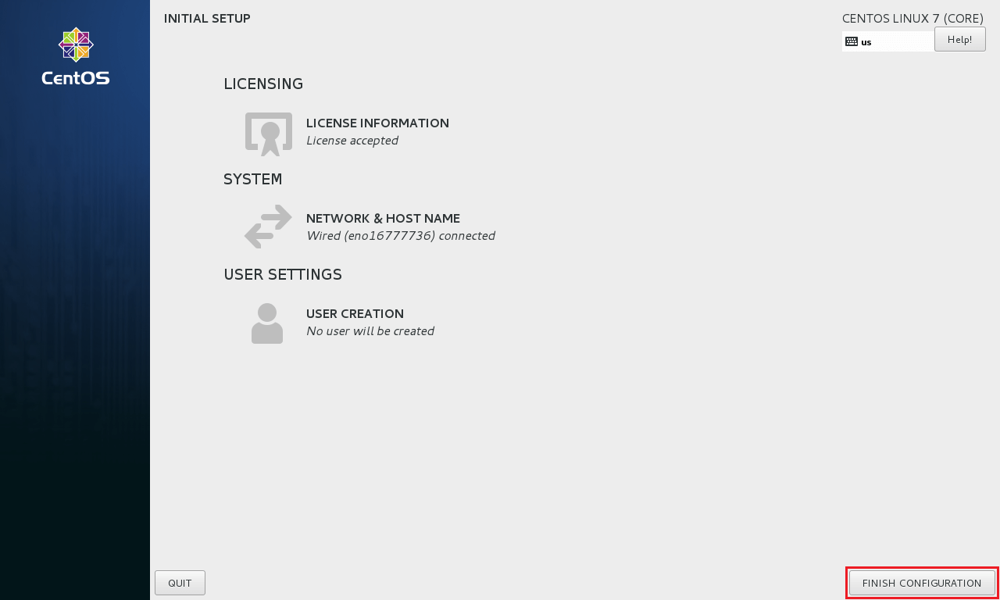 CentOS
INITIAL SETUP
CENTOS LINUX 7 (CORE)
us
Help!
LICENSING
LICENSE INFORMATION
License accepted
SYSTEM
NETWORK & HOST NAME
Wired (eno16777736) connected
USER SETTINGS
USER CREATION
No user will be created
QUIT
FINISH CONFIGURATION